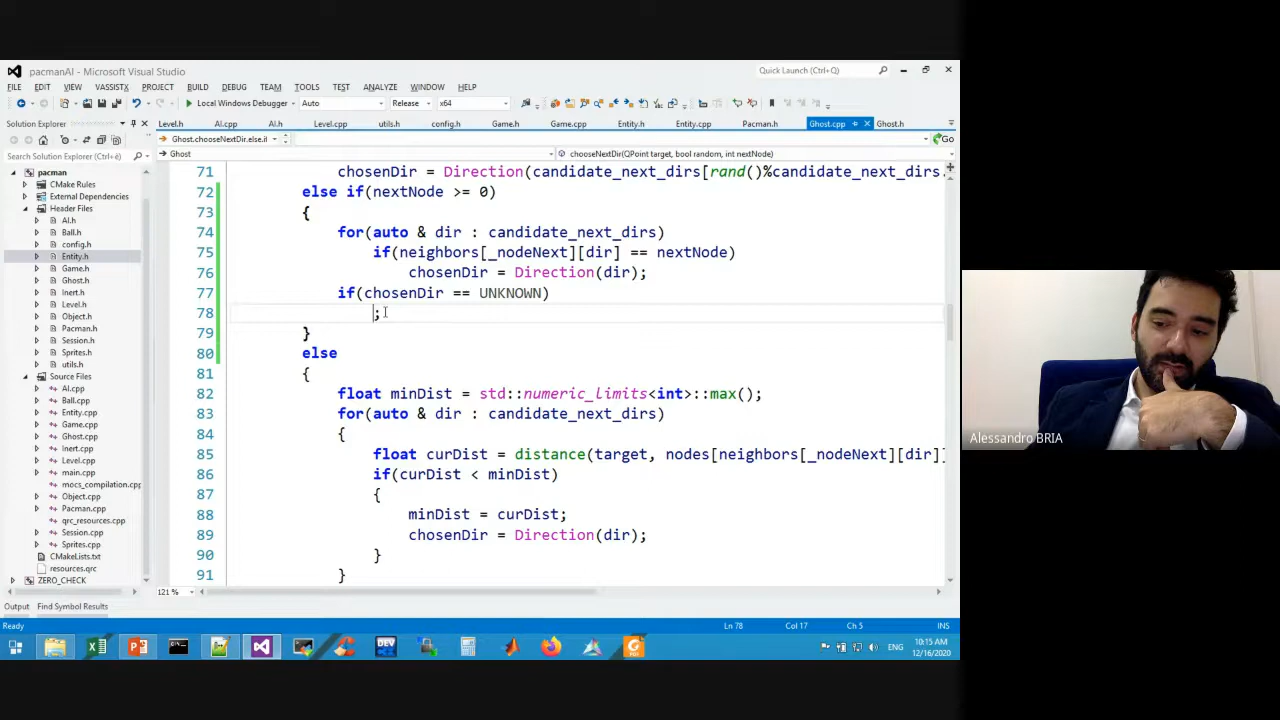 pacmanAI - Microsoft Visual Studio
Quick Launch (Ctrl+Q)
FILE EDIT VIEW VASSISTX PROJECT BUILD DEBUG TEAM TOOLS TEST ANALYZE WINDOW HELP
Local Windows Debugger Auto Release x64
Solution Explorer
Level.h AI.cpp AI.h Level.cpp utils.h config.h Game.h Game.cpp Entity.h Entity.cpp Pacman.h Ghost.cpp Ghost.h
Ghost.chooseNextDir.else.if
Go
Search Solution Explorer (Ctrl+è)
Ghost
chooseNextDir(QPoint target, bool random, int nextNode)
pacman
CMake Rules
External Dependencies
Header Files
AI.h
Ball.h
config.h
Entity.h
Game.h
Ghost.h
Inert.h
Level.h
Object.h
Pacman.h
Session.h
Sprites.h
utils.h
Source Files
AI.cpp
Ball.cpp
Entity.cpp
Game.cpp
Ghost.cpp
Inert.cpp
Level.cpp
main.cpp
mocs_compilation.cpp
Object.cpp
Pacman.cpp
qrc_resources.cpp
Session.cpp
Sprites.cpp
CMakeLists.txt
resources.qrc
ZERO_CHECK
71 chosenDir = Direction(candidate_next_dirs[rand()%candidate_next_dirs.
72 else if(nextNode >= 0)
73 {
74 for(auto & dir : candidate_next_dirs)
75 if(neighbors[_nodeNext][dir] == nextNode)
76 chosenDir = Direction(dir);
77 if(chosenDir == UNKNOWN)
78 ;
79 }
80 else
81 {
82 float minDist = std::numeric_limits<int>::max();
83 for(auto & dir : candidate_next_dirs)
84 {
85 float curDist = distance(target, nodes[neighbors[_nodeNext][dir]]
86 if(curDist < minDist)
87 {
88 minDist = curDist;
89 chosenDir = Direction(dir);
90 }
91 }
121 %
Output Find Symbol Results
Ready
Ln 78 Col 17 Ch 5 INS
DEV
PDF
ENG
10:15 AM
12/16/2020
Alessandro BRIA